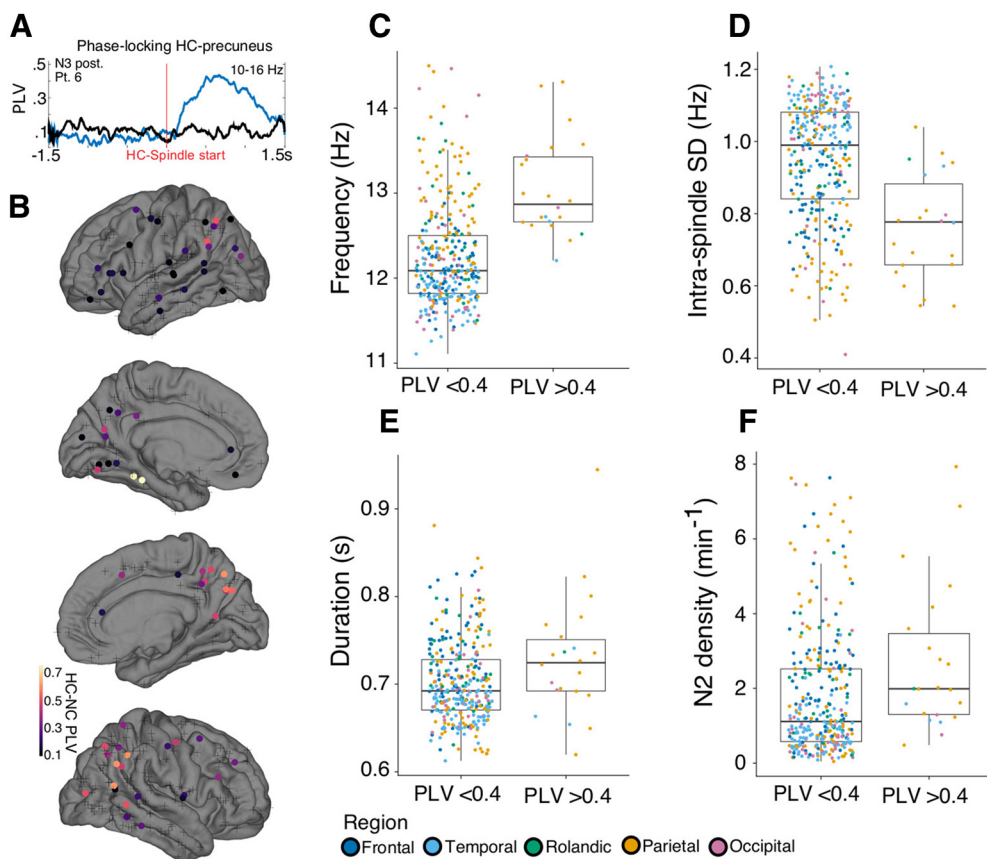 A
Phase-locking HC-precuneus
N3 post.
Pt. 6
10-16 Hz
PLV
.5
.3
.1
-1.5
HC-Spindle start
1.5s
B
HC-NC PLV
0.7
0.5
0.3
0.1
C
Frequency (Hz)
14
13
12
11
PLV <0.4
PLV >0.4
D
Intra-spindle SD (Hz)
1.2
1.0
0.8
0.6
0.4
PLV <0.4
PLV >0.4
E
Duration (s)
0.9
0.8
0.7
0.6
PLV <0.4
PLV >0.4
F
N2 density (min⁻¹)
8
6
4
2
0
PLV <0.4
PLV >0.4
Region
Frontal Temporal Rolandic Parietal Occipital